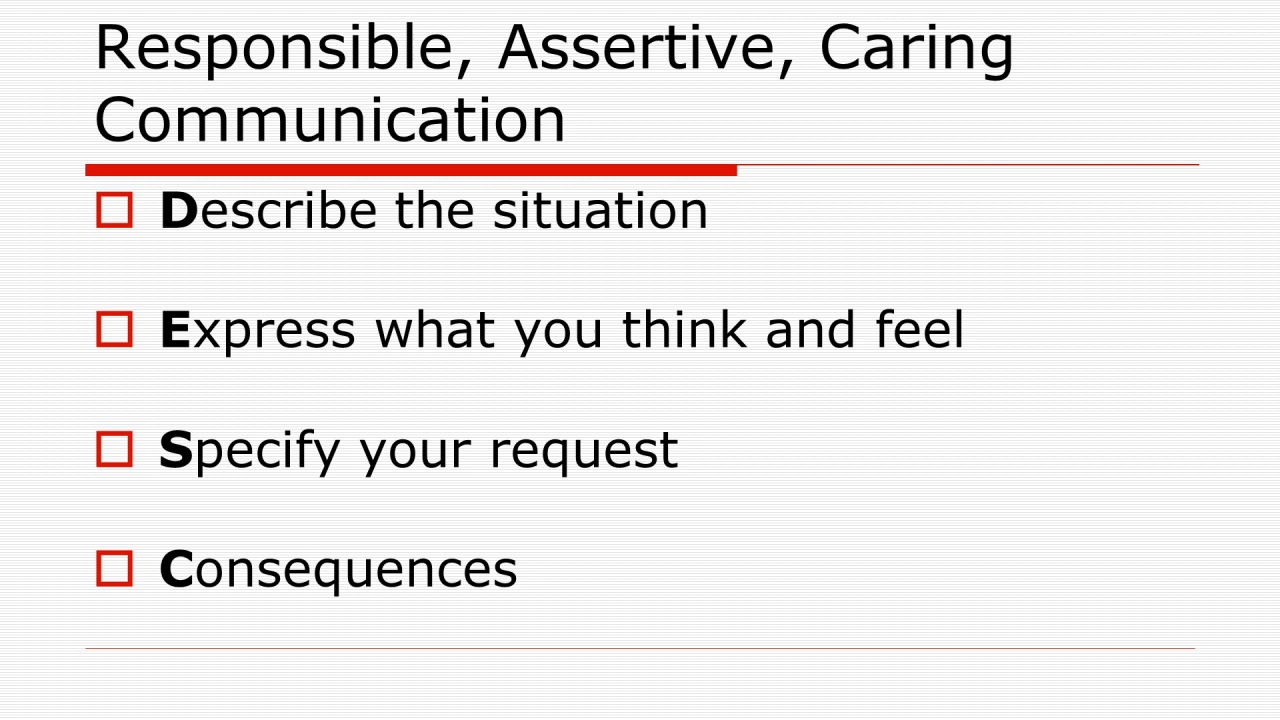 Responsible, Assertive, Caring
Communication
Describe the situation
Express what you think and feel
Specify your request
Consequences